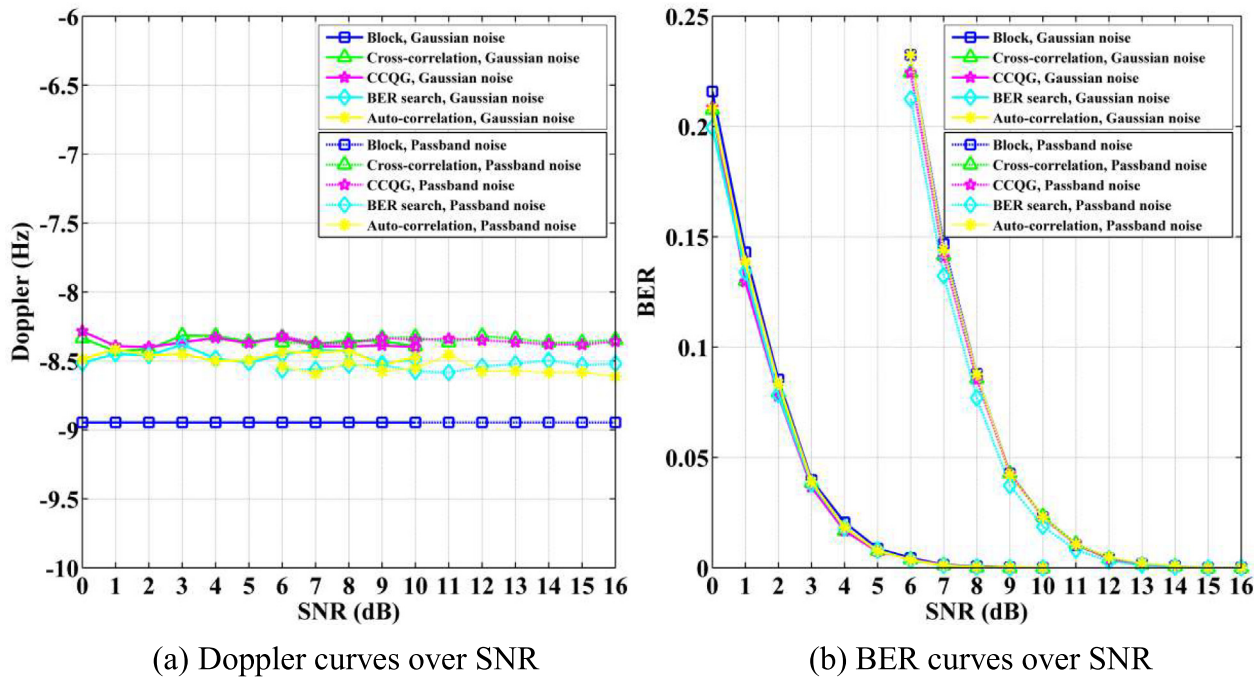 -6
-6.5
-7
-7.5
-8
-8.5
-9
-9.5
-10
Doppler (Hz)
Block, Gaussian noise
Cross-correlation, Gaussian noise
CCQG, Gaussian noise
BER search, Gaussian noise
Auto-correlation, Gaussian noise
Block, Passband noise
Cross-correlation, Passband noise
CCQG, Passband noise
BER search, Passband noise
Auto-correlation, Passband noise
0 1 2 3 4 5 6 7 8 9 10 11 12 13 14 15 16
SNR (dB)
(a) Doppler curves over SNR
0.25
0.2
0.15
0.1
0.05
0
BER
Block, Gaussian noise
Cross-correlation, Gaussian noise
CCQG, Gaussian noise
BER search, Gaussian noise
Auto-correlation, Gaussian noise
Block, Passband noise
Cross-correlation, Passband noise
CCQG, Passband noise
BER search, Passband noise
Auto-correlation, Passband noise
0 1 2 3 4 5 6 7 8 9 10 11 12 13 14 15 16
SNR (dB)
(b) BER curves over SNR